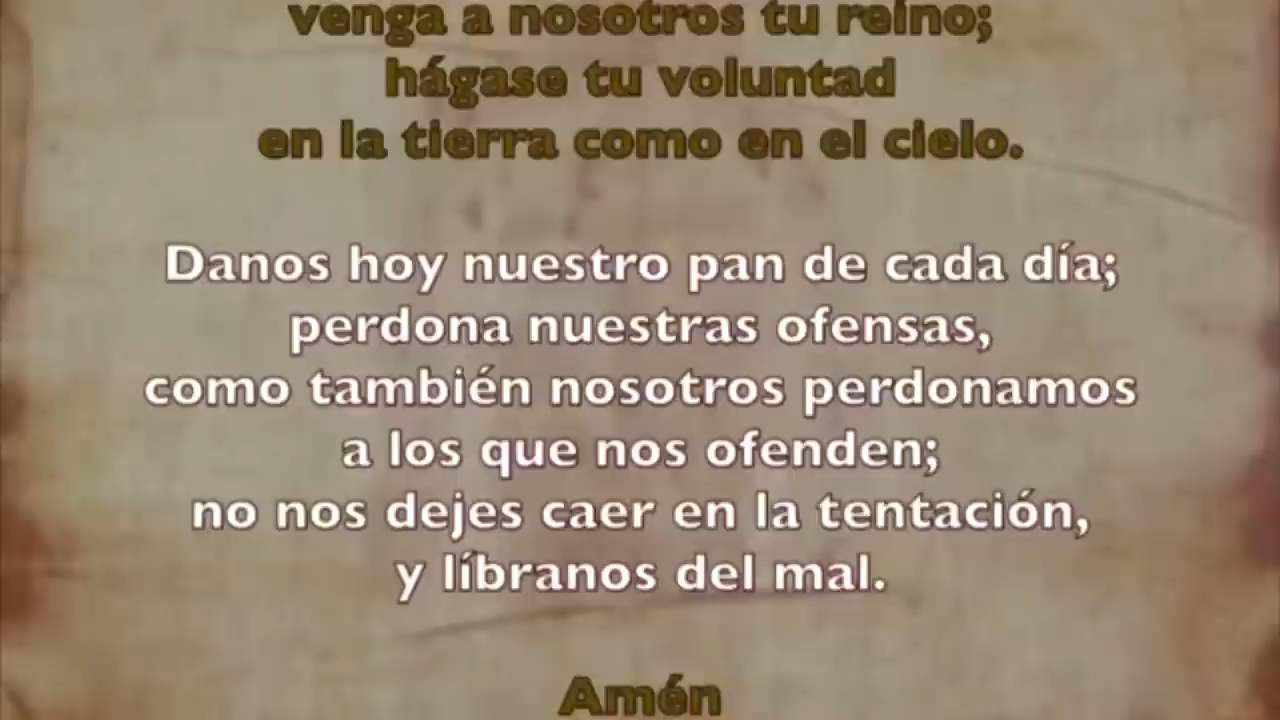 venga a nosotros tu reino;
hágase tu voluntad
en la tierra como en el cielo.
Danos hoy nuestro pan de cada día;
perdona nuestras ofensas,
como también nosotros perdonamos
a los que nos ofenden;
no nos dejes caer en la tentación,
y líbranos del mal.
Amén